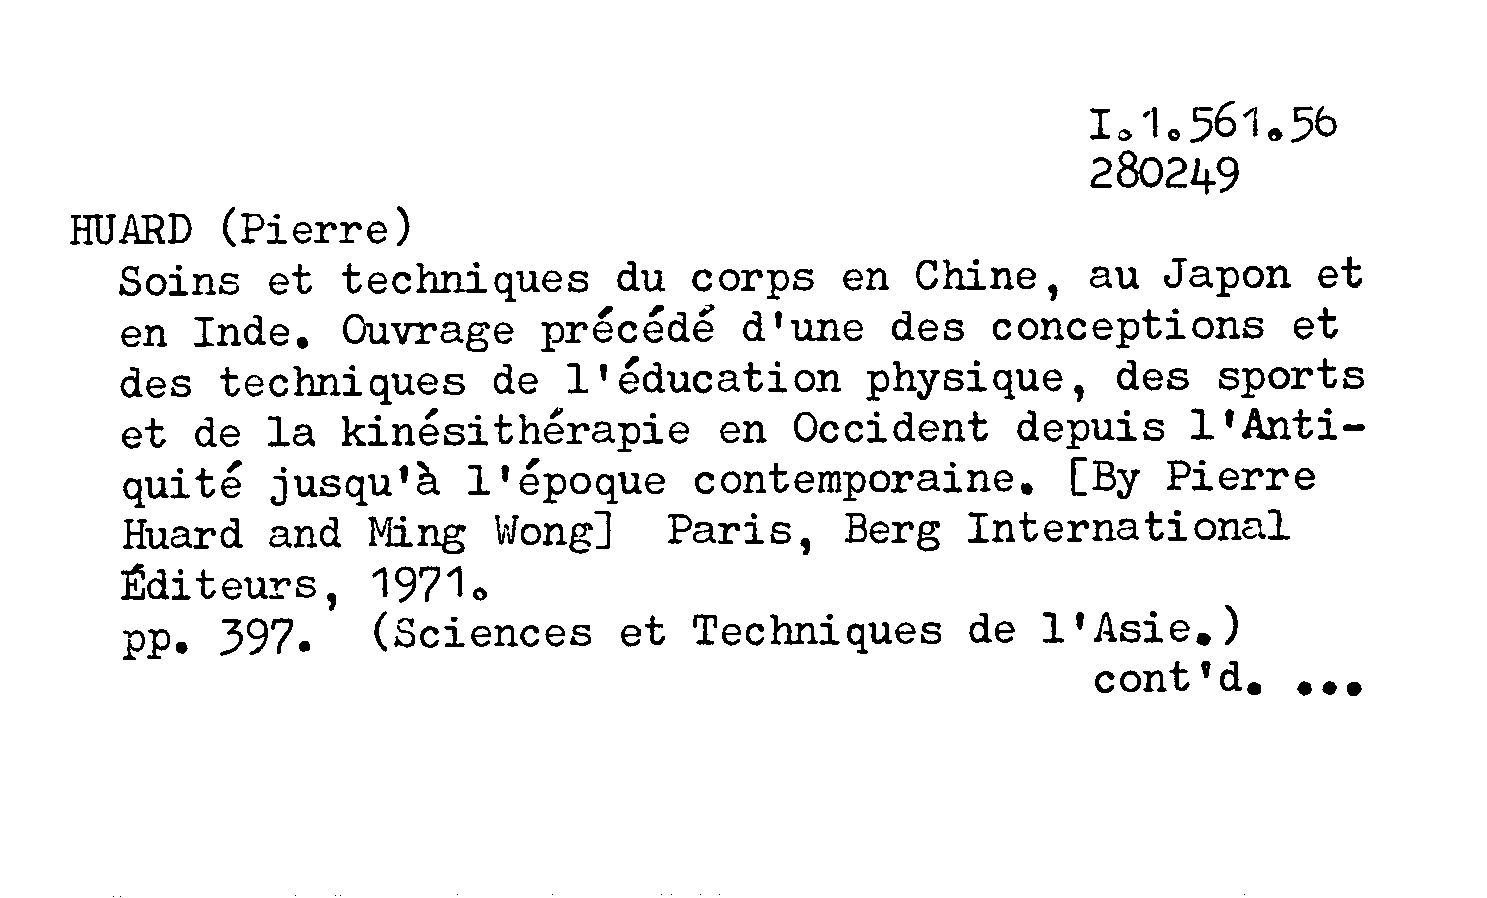 I.1.561.56
280249
HUARD (Pierre)
Soins et techniques du corps en Chine, au Japon et
en Inde. Ouvrage précédé d'une des conceptions et
des techniques de l'éducation physique, des sports
et de la kinésithérapie en Occident depuis l'Anti-
quité jusqu'à l'époque contemporaine. [By Pierre
Huard and Ming Wong] Paris, Berg International
Éditeurs, 1971.
pp. 397. (Sciences et Techniques de l'Asie.)
cont'd. ...